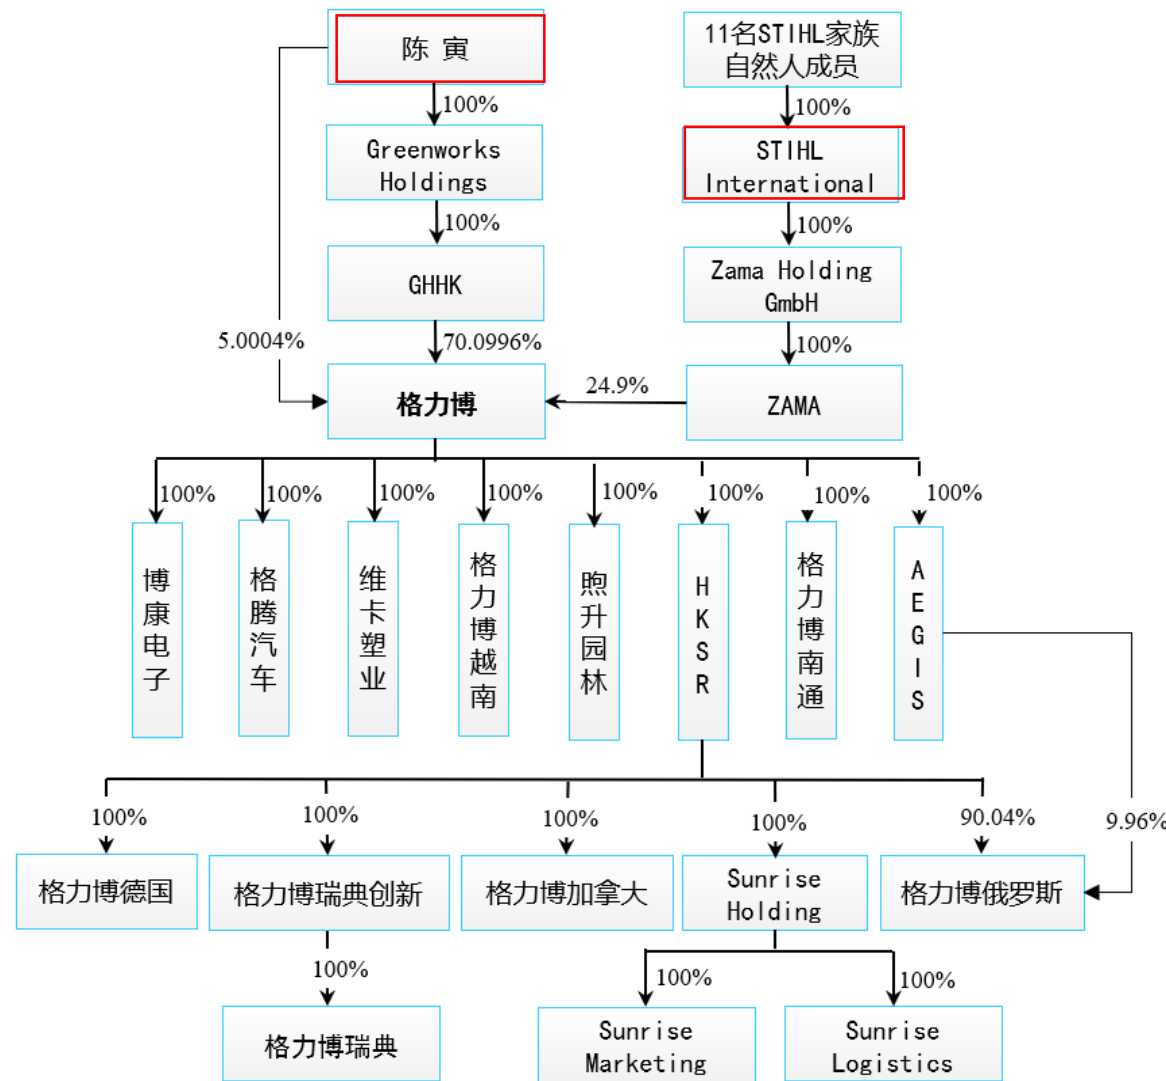 陈 寅
11名STIHL家族
自然人成员
100%
100%
Greenworks
Holdings
STIHL
International
100%
100%
GHHK
Zama Holding
GmbH
5.0004%
70.0996%
100%
格力博
24.9%
ZAMA
100%
100%
100%
100%
100%
100%
100%
100%
博康电子
格腾汽车
维卡塑业
格力博越南
煦升园林
HKSR
格力博南通
AEGIS
100%
100%
100%
100%
90.04%
9.96%
格力博德国
格力博瑞典创新
格力博加拿大
Sunrise
Holding
格力博俄罗斯
100%
100%
100%
格力博瑞典
Sunrise
Marketing
Sunrise
Logistics